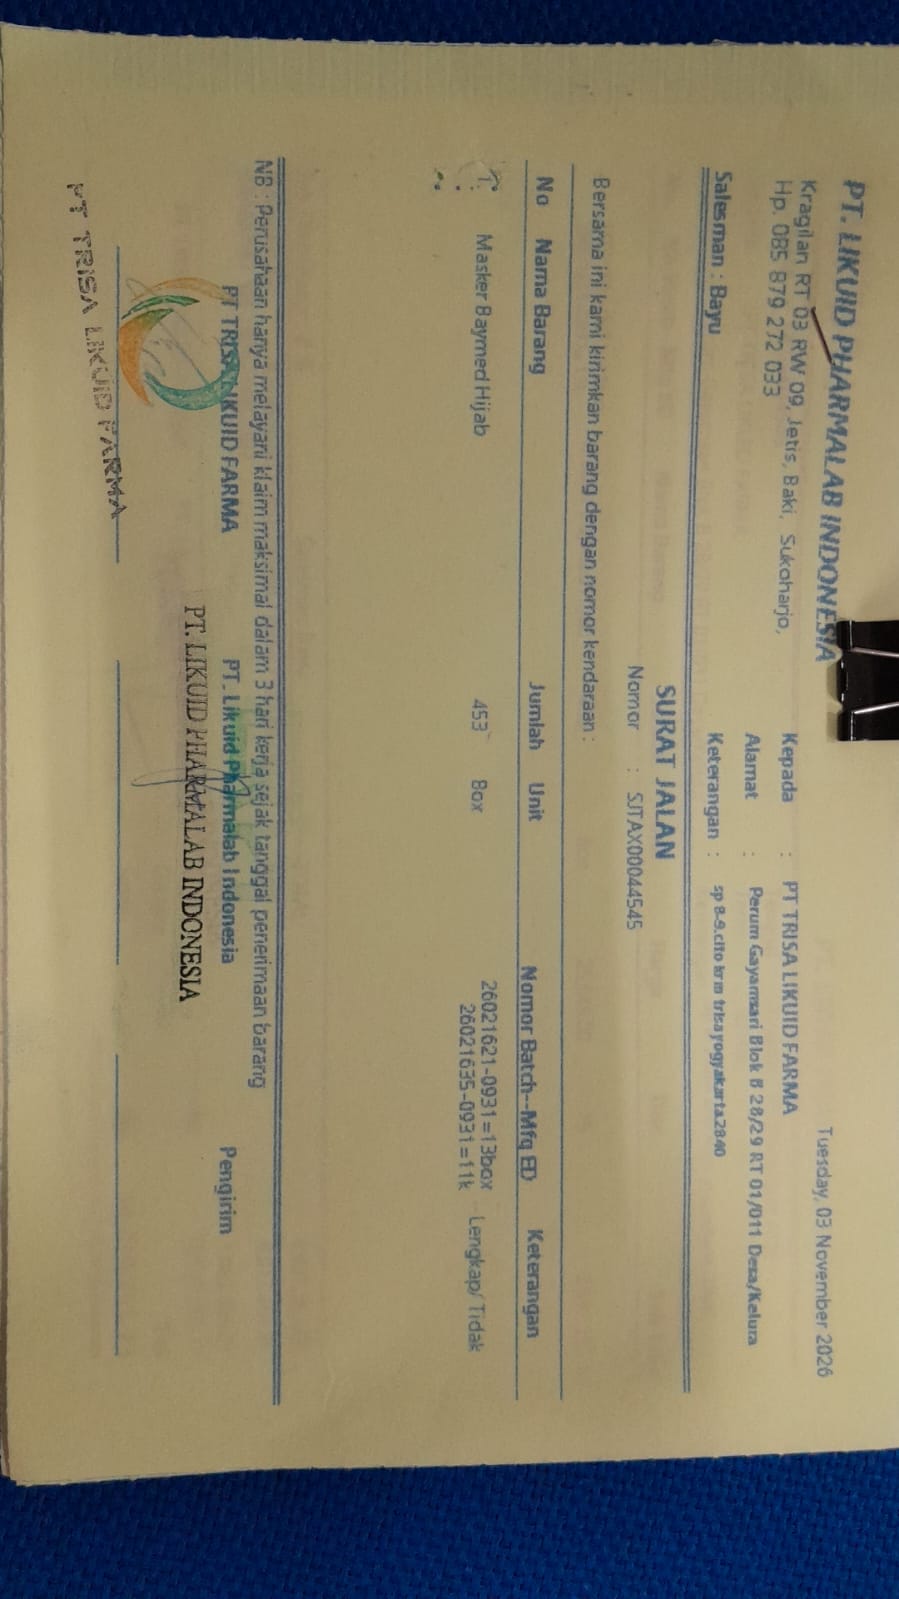 PT. LIKUID PHARMALAB INDONESIA
Tuesday, 03 November 2026
Kragilan RT 03 RW 09, Jetis, Baki, Sukoharjo,
Hp. 085 879 272 033
Kepada : PT TRISA LIKUID FARMA
Alamat : Perum Gayamsari Blok B 28/29 RT 01/011 Desa/Kelura
Salesman : Bayu
Keterangan : sp 8-9.cito krm trisa yogyakarta.2840
SURAT JALAN
Nomor : SJTAX00044545
Bersama ini kami kirimkan barang dengan nomor kendaraan :
No Nama Barang Jumlah Unit Nomor Batch--Mfg ED Keterangan
1. Masker Baymed Hijab 453 Box 26021621-0931=13box Lengkap/ Tidak
26021635-0931=11k
NB : Perusahaan hanya melayani klaim maksimal dalam 3 hari kerja sejak tanggal penerimaan barang
PT TRISA LIKUID FARMA PT. Likuid Pharmalab Indonesia Pengirim
PT. LIKUID PHARMALAB INDONESIA
PT TRISA LIKUID FARMA